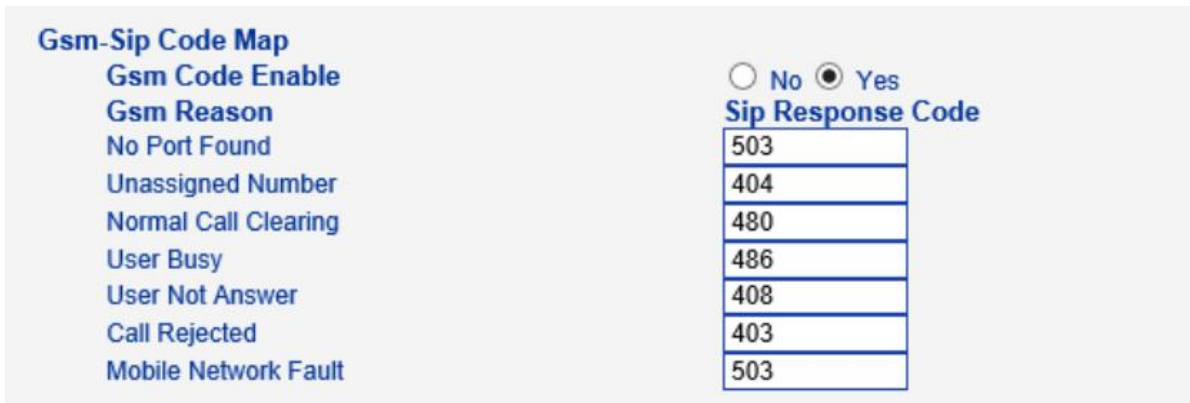 Gsm-Sip Code Map
Gsm Code Enable No Yes
Gsm Reason Sip Response Code
No Port Found 503
Unassigned Number 404
Normal Call Clearing 480
User Busy 486
User Not Answer 408
Call Rejected 403
Mobile Network Fault 503